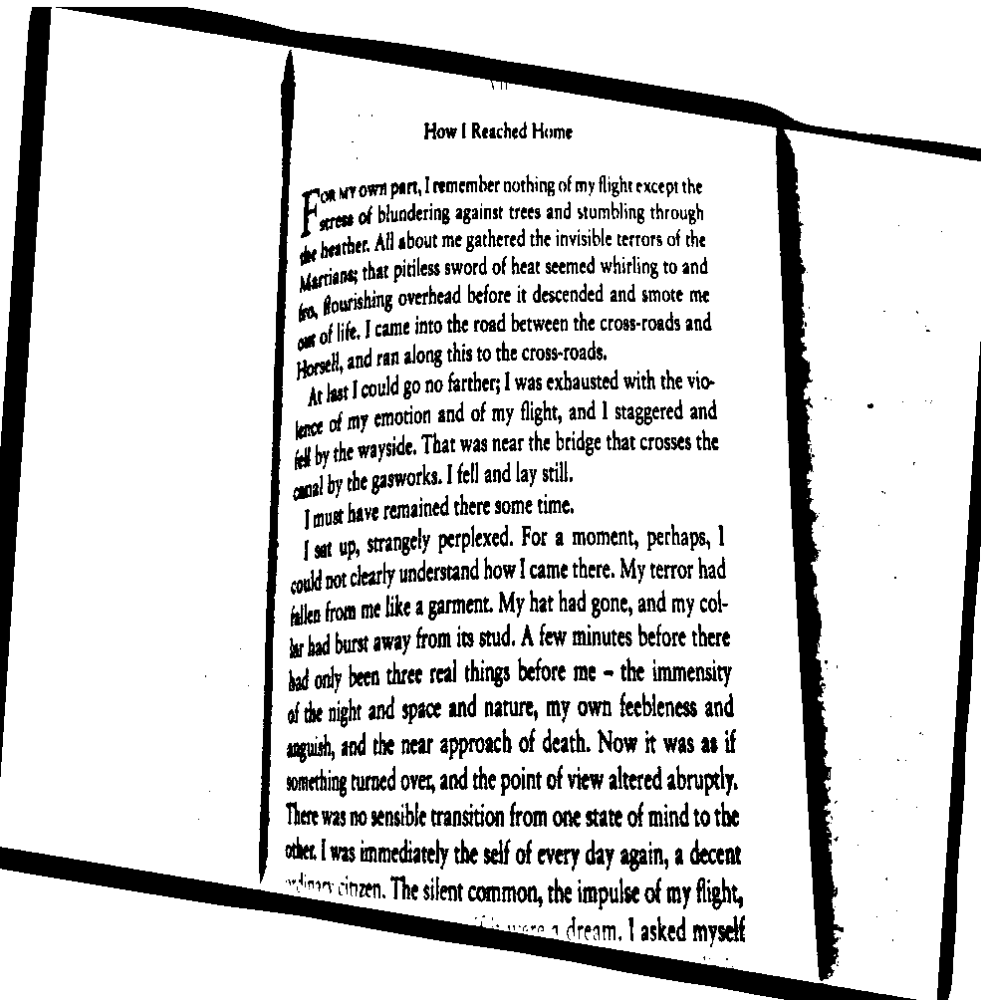 VII
How I Reached Home
FOR MY OWN part, I remember nothing of my flight except the
stress of blundering against trees and stumbling through
the heather. All about me gathered the invisible terrors of the
Martians; that pitiless sword of heat seemed whirling to and
fro, flourishing overhead before it descended and smote me
out of life. I came into the road between the cross-roads and
Horsell, and ran along this to the cross-roads.
At last I could go no farther; I was exhausted with the vio-
lence of my emotion and of my flight, and I staggered and
fell by the wayside. That was near the bridge that crosses the
canal by the gasworks. I fell and lay still.
I must have remained there some time.
I sat up, strangely perplexed. For a moment, perhaps, I
could not clearly understand how I came there. My terror had
fallen from me like a garment. My hat had gone, and my col-
lar had burst away from its stud. A few minutes before there
had only been three real things before me – the immensity
of the night and space and nature, my own feebleness and
anguish, and the near approach of death. Now it was as if
something turned over, and the point of view altered abruptly.
There was no sensible transition from one state of mind to the
other. I was immediately the self of every day again, a decent
ordinary citizen. The silent common, the impulse of my flight,
were a dream. I asked myself